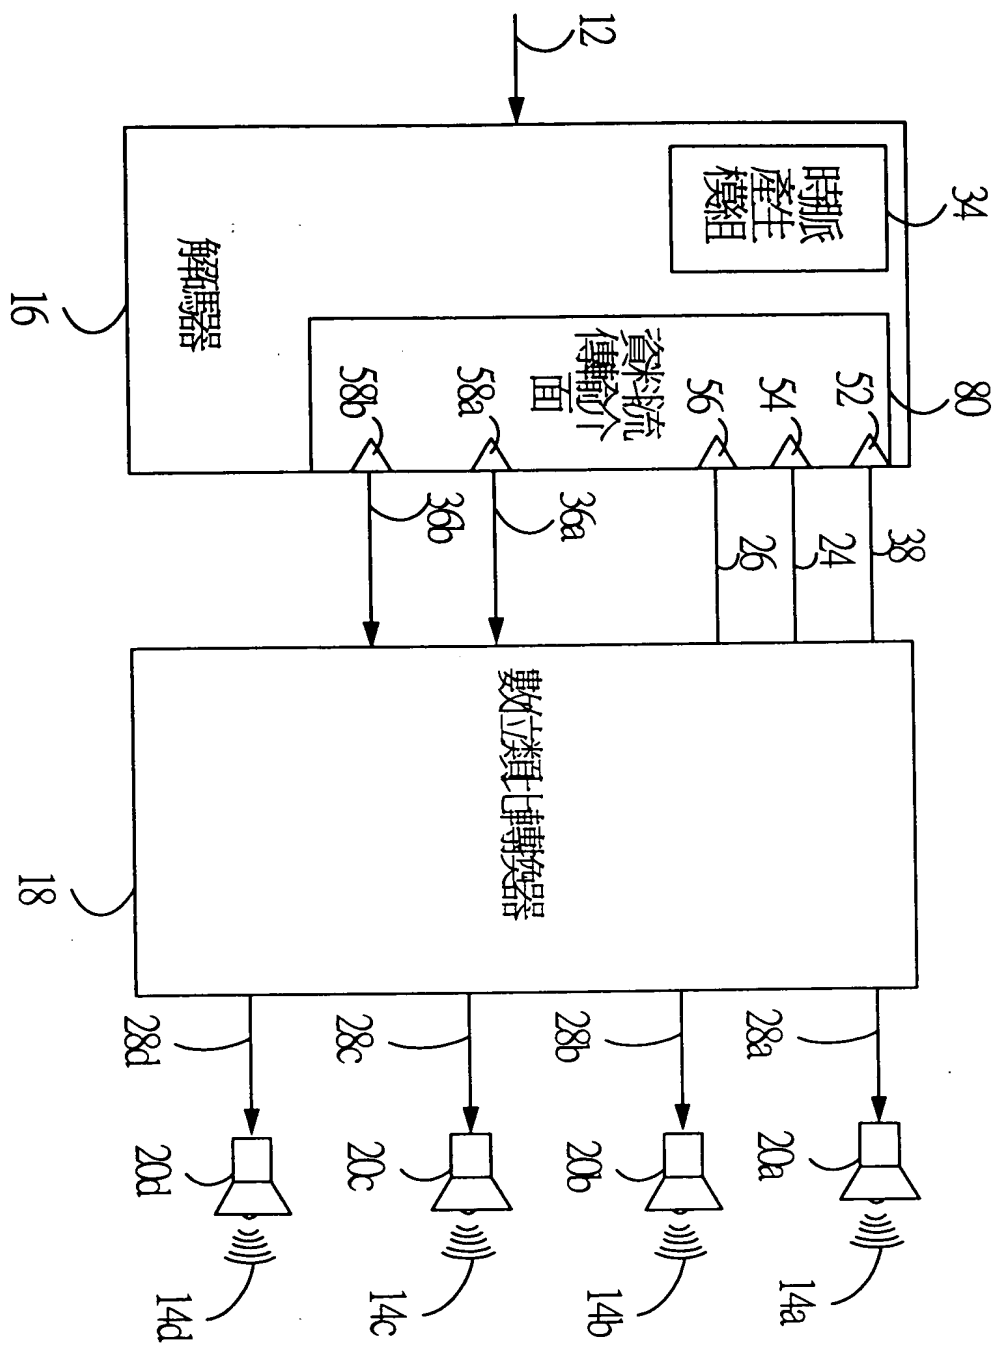 34
80
38
52
時脈
產生
模組
24
14a
54
28a
20a
26
56
12
資料流
傳輸介
面
14b
28b
20b
36a
數位類比轉換器
58a
36b
14c
28c
20c
58b
解碼器
14d
28d
20d
18
16